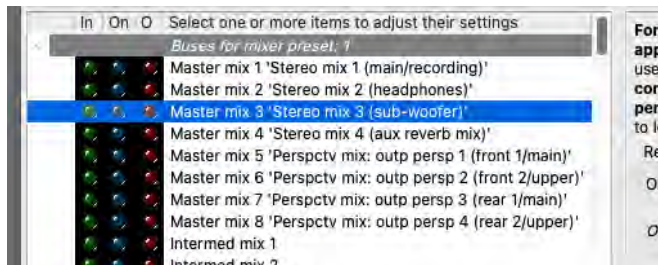 In On O Select one or more items to adjust their settings
Buses for mixer preset: 1
Master mix 1 'Stereo mix 1 (main/recording)'
Master mix 2 'Stereo mix 2 (headphones)'
Master mix 3 'Stereo mix 3 (sub-woofer)'
Master mix 4 'Stereo mix 4 (aux reverb mix)'
Master mix 5 'Perspctv mix: outp persp 1 (front 1/main)'
Master mix 6 'Perspctv mix: outp persp 2 (front 2/upper)'
Master mix 7 'Perspctv mix: outp persp 3 (rear 1/main)'
Master mix 8 'Perspctv mix: outp persp 4 (rear 2/upper)'
Intermed mix 1
Intermed mix 2
For
app
use
con
per
to l
Re
O
O